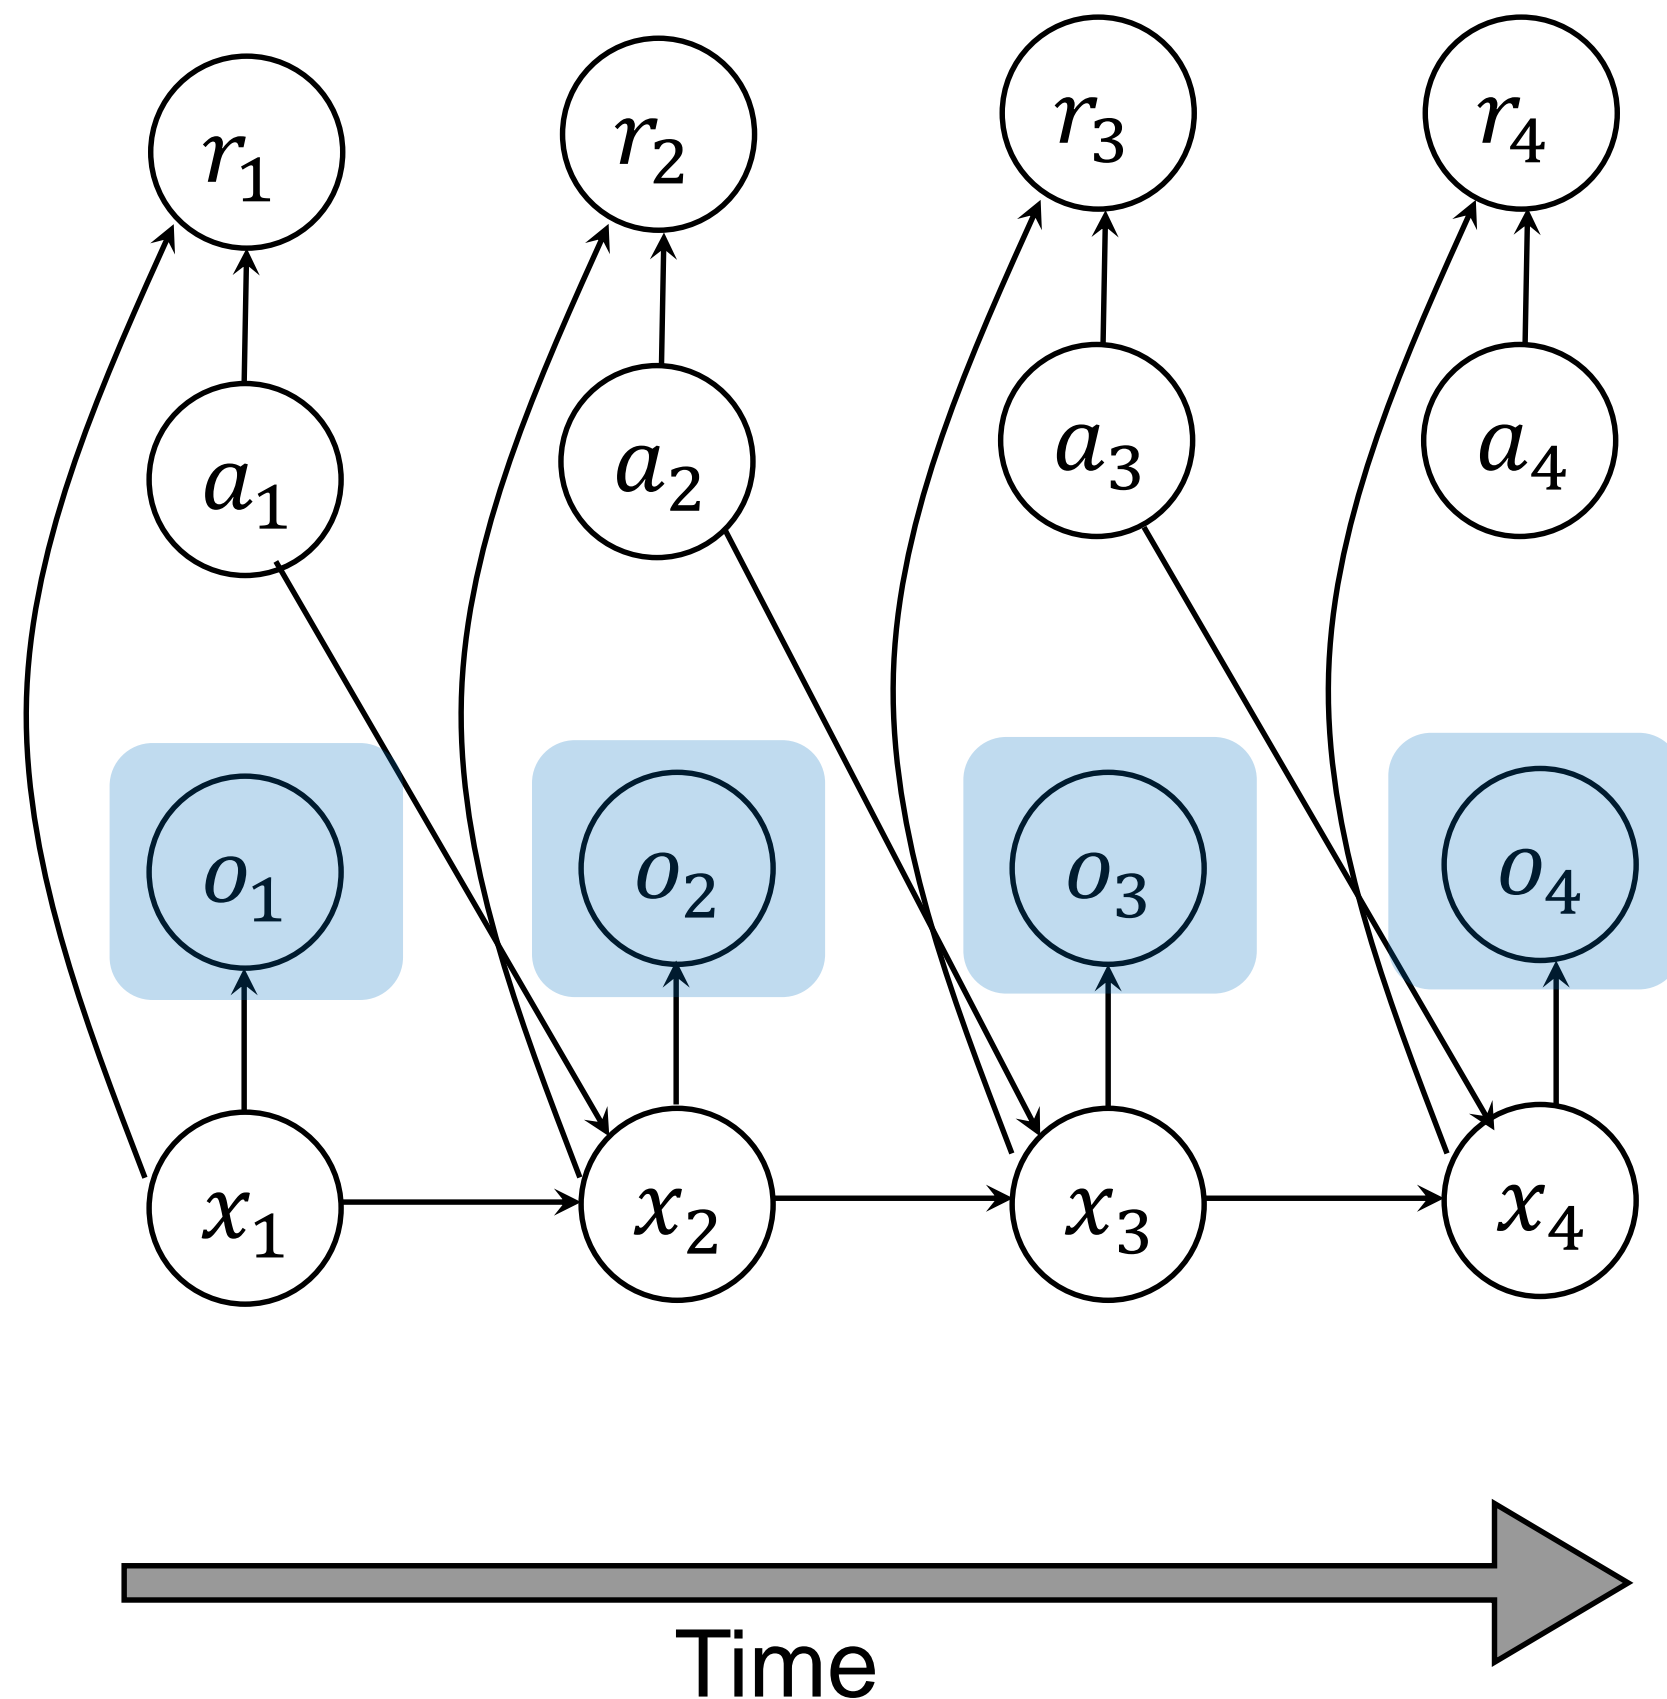 r₁ r₂ r₃ r₄
a₁ a₂ a₃ a₄
o₁ o₂ o₃ o₄
x₁ x₂ x₃ x₄
Time